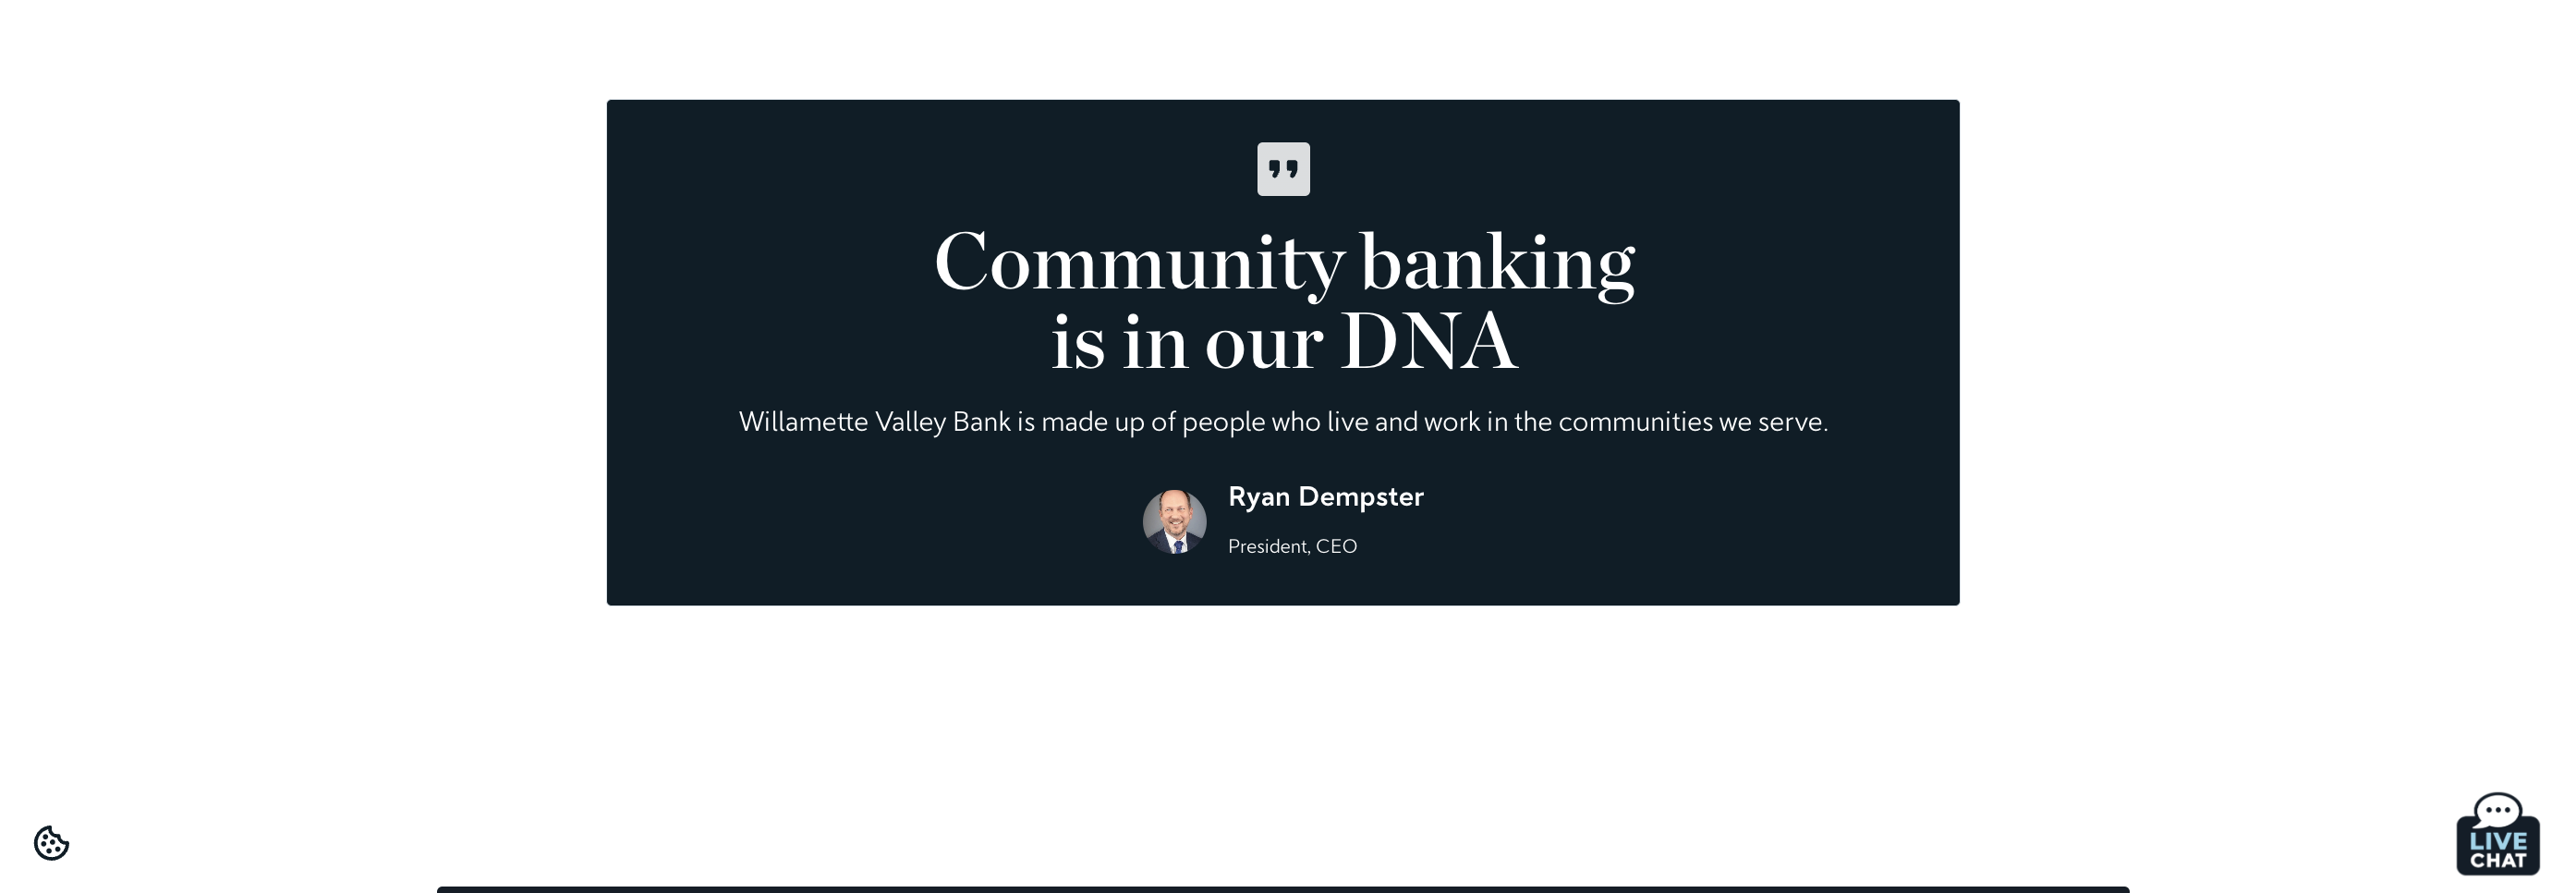 Community banking
is in our DNA
Willamette Valley Bank is made up of people who live and work in the communities we serve.
Ryan Dempster
President, CEO
LIVE
CHAT